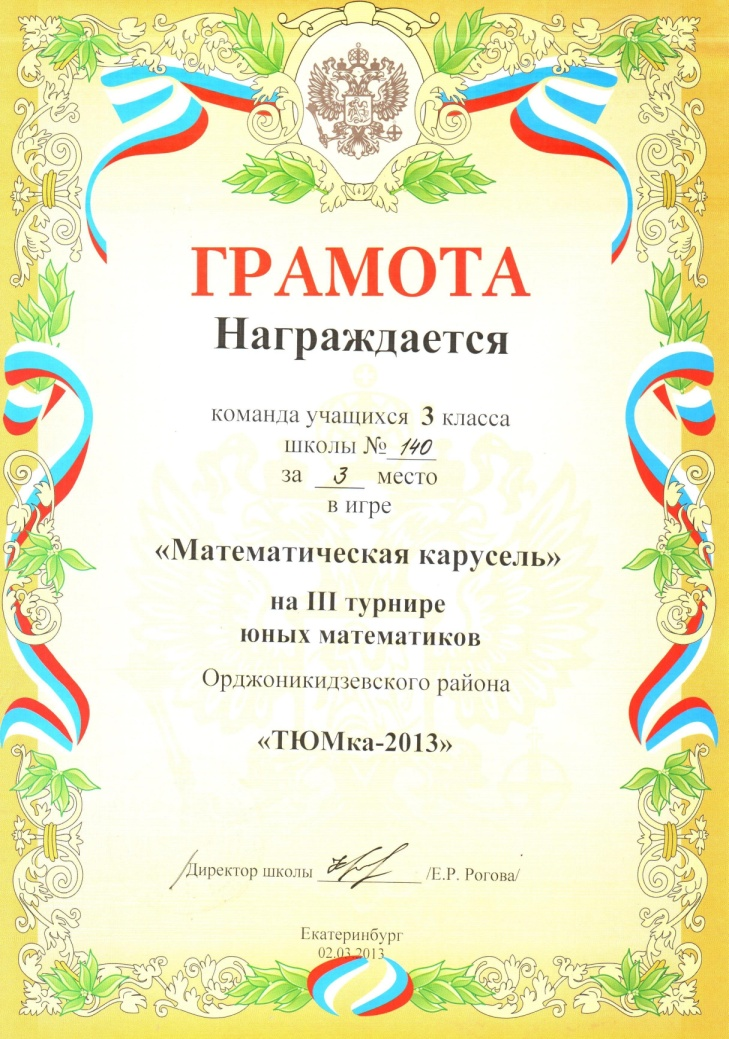 ГРАМОТА
Награждается
команда учащихся 3 класса
школы № 140
за 3 место
в игре
«Математическая карусель»
на III турнире
юных математиков
Орджоникидзевского района
«ТЮМка-2013»
/Директор школы /Е.Р. Рогова/
Екатеринбург
02.03.2013